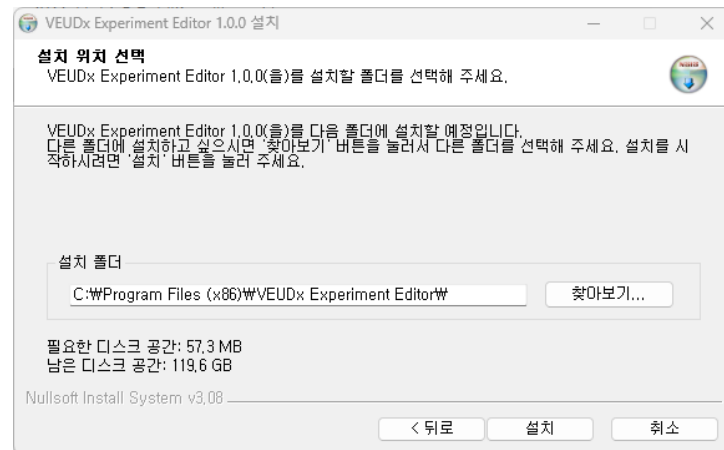 VEUDx Experiment Editor 1.0.0 설치
설치 위치 선택
VEUDx Experiment Editor 1.0.0(을)를 설치할 폴더를 선택해 주세요.
VEUDx Experiment Editor 1.0.0(을)를 다음 폴더에 설치할 예정입니다.
다른 폴더에 설치하고 싶으시면 '찾아보기' 버튼을 눌러서 다른 폴더를 선택해 주세요. 설치를 시
작하시려면 '설치' 버튼을 눌러 주세요.
설치 폴더
C:₩Program Files (x86)₩VEUDx Experiment Editor₩
찾아보기...
필요한 디스크 공간: 57.3 MB
남은 디스크 공간: 119.6 GB
Nullsoft Install System v3.08
< 뒤로
설치
취소